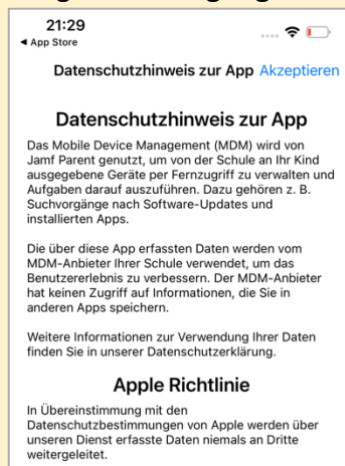 21:29
◀ App Store
Datenschutzhinweis zur App Akzeptieren
Datenschutzhinweis zur App
Das Mobile Device Management (MDM) wird von
Jamf Parent genutzt, um von der Schule an Ihr Kind
ausgegebene Geräte per Fernzugriff zu verwalten und
Aufgaben darauf auszuführen. Dazu gehören z. B.
Suchvorgänge nach Software-Updates und
installierten Apps.
Die über diese App erfassten Daten werden vom
MDM-Anbieter Ihrer Schule verwendet, um das
Benutzererlebnis zu verbessern. Der MDM-Anbieter
hat keinen Zugriff auf Informationen, die Sie in
anderen Apps speichern.
Weitere Informationen zur Verwendung Ihrer Daten
finden Sie in unserer Datenschutzerklärung.
Apple Richtlinie
In Übereinstimmung mit den
Datenschutzbestimmungen von Apple werden über
unseren Dienst erfasste Daten niemals an Dritte
weitergeleitet.